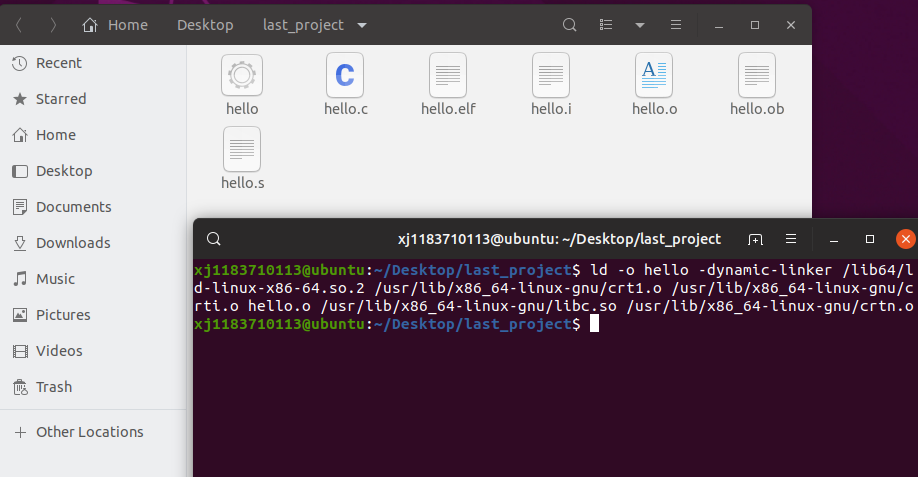 Home Desktop last_project
Recent
Starred
Home
Desktop
Documents
Downloads
Music
Pictures
Videos
Trash
Other Locations
hello hello.c hello.elf hello.i hello.o hello.ob
hello.s
xj1183710113@ubuntu: ~/Desktop/last_project
xj1183710113@ubuntu:~/Desktop/last_project$ ld -o hello -dynamic-linker /lib64/l
d-linux-x86-64.so.2 /usr/lib/x86_64-linux-gnu/crt1.o /usr/lib/x86_64-linux-gnu/c
rti.o hello.o /usr/lib/x86_64-linux-gnu/libc.so /usr/lib/x86_64-linux-gnu/crtn.o
xj1183710113@ubuntu:~/Desktop/last_project$